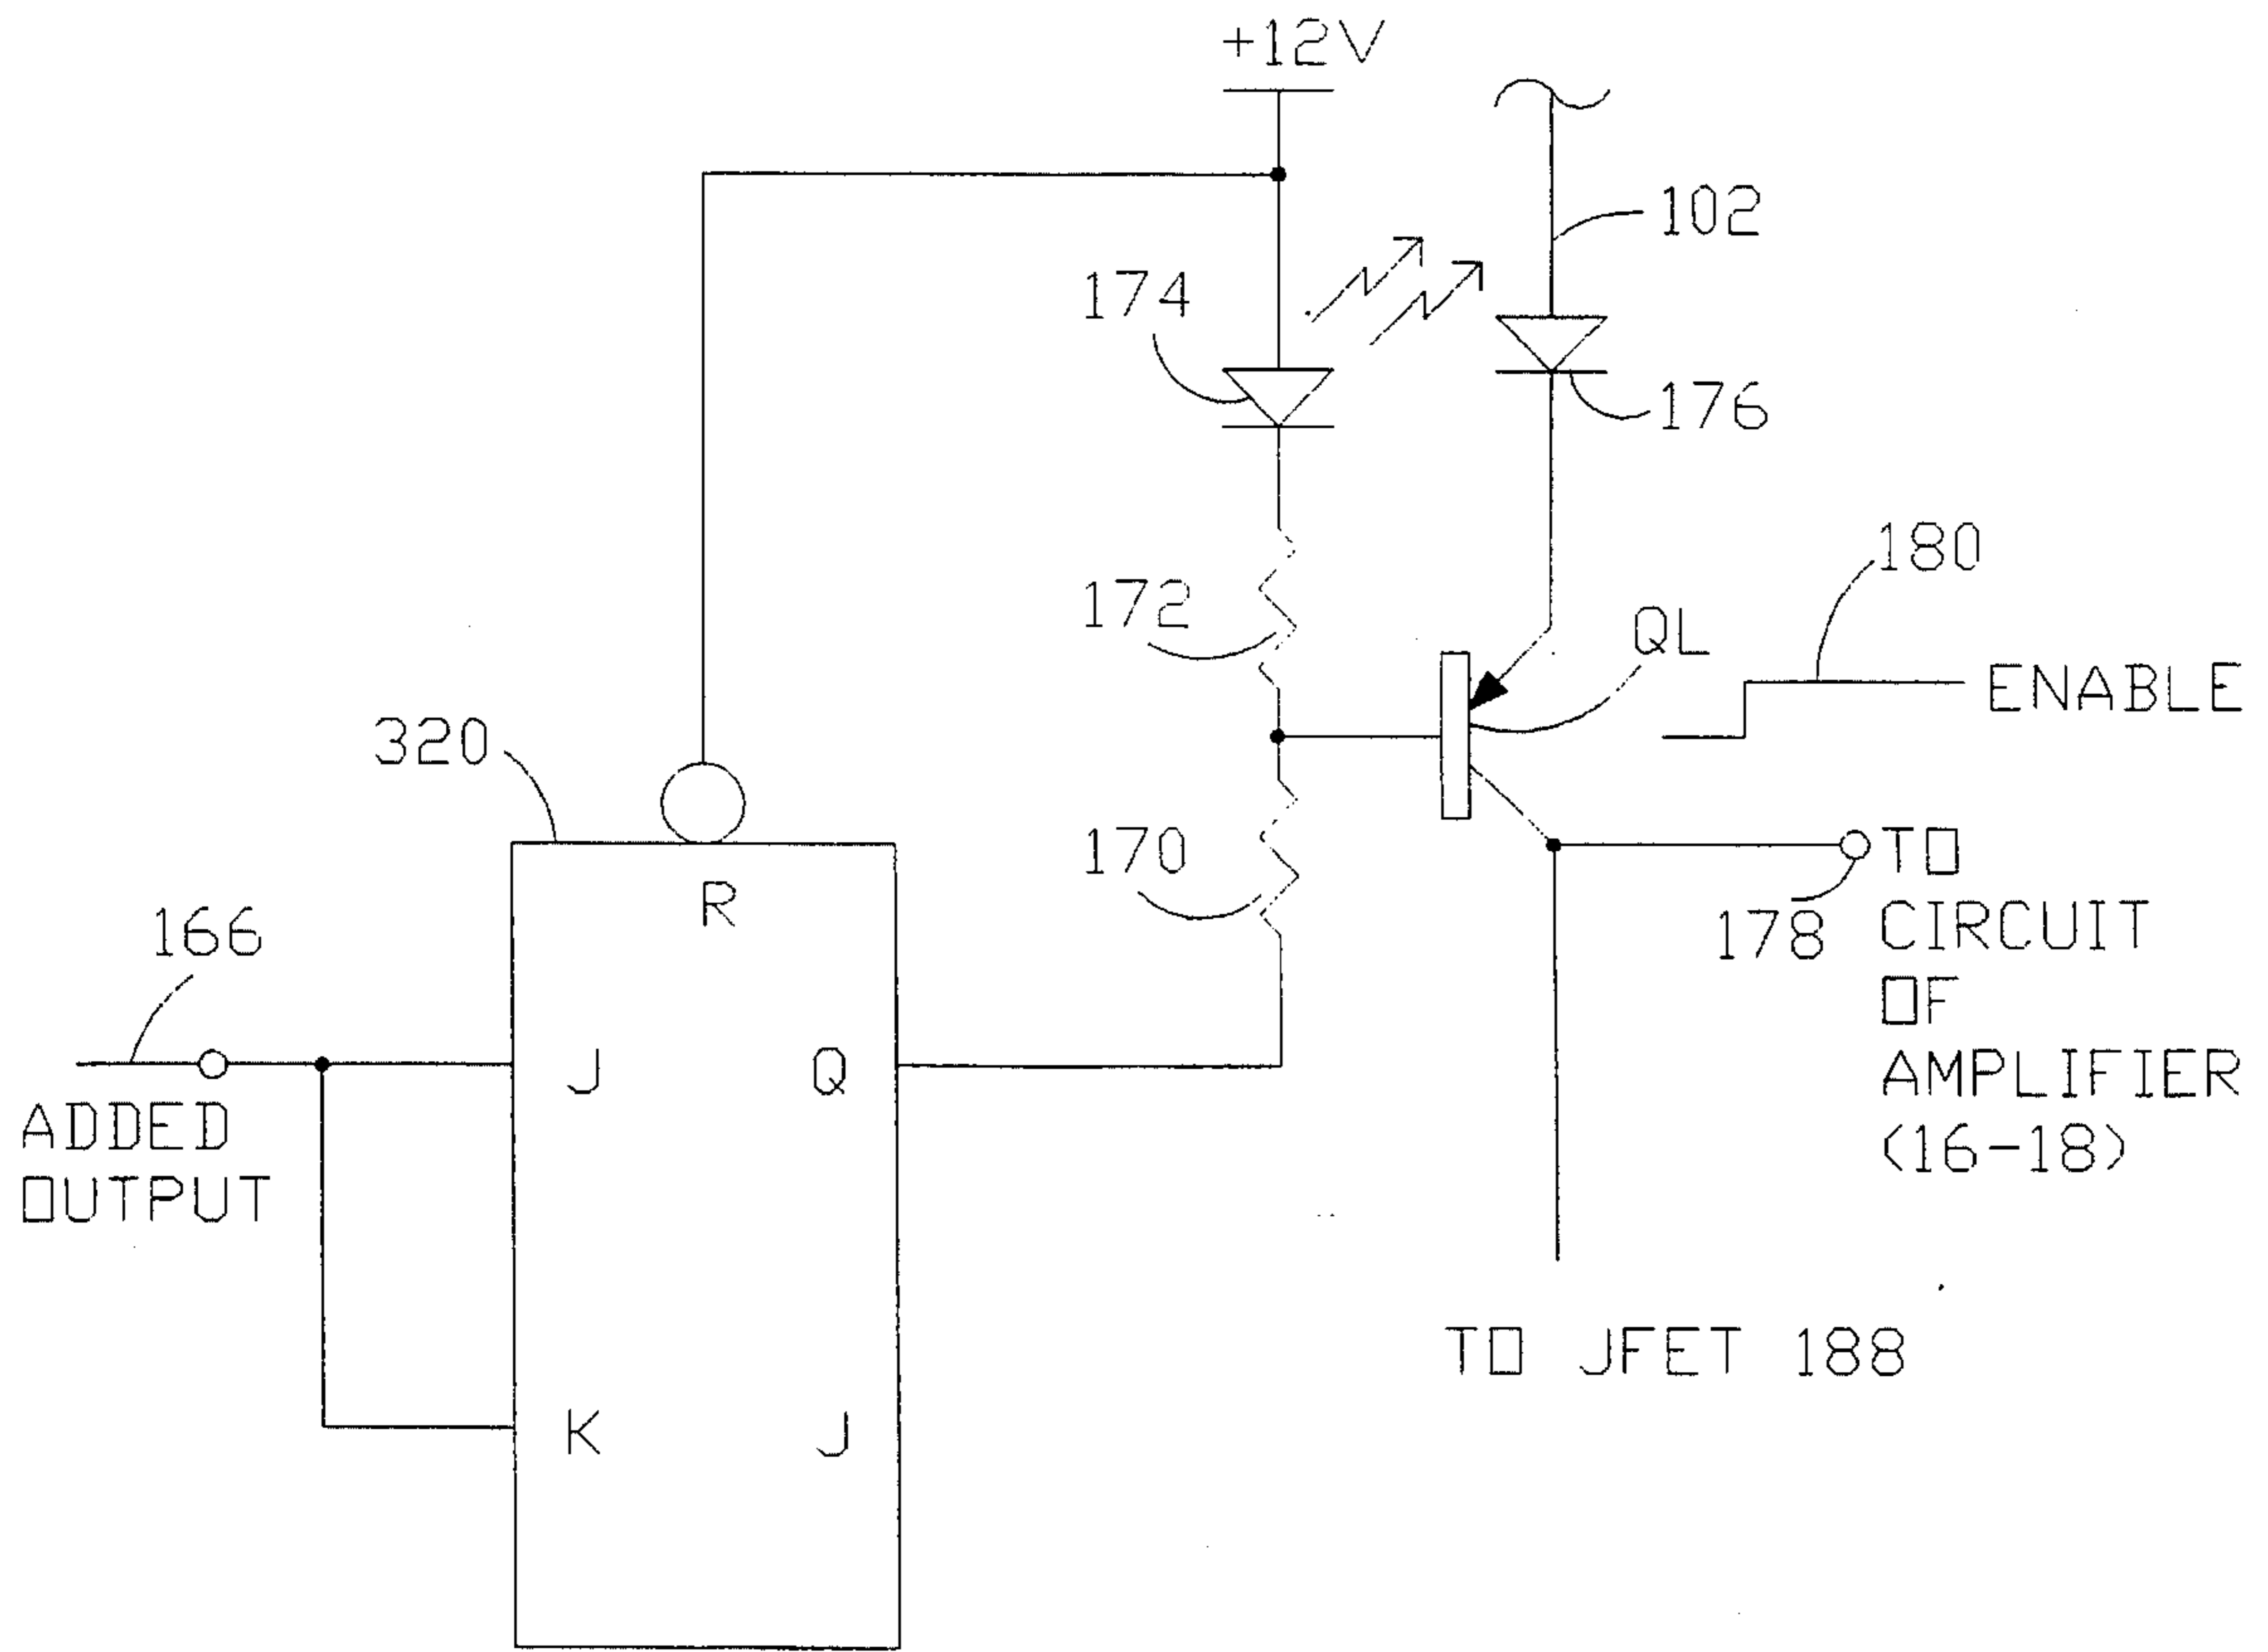 +12V
102
174
176
180
172
QL
ENABLE
320
170
TO
CIRCUIT
OF
AMPLIFIER
(16-18)
178
R
166
J
Q
ADDED
OUTPUT
K
J
TO JFET 188